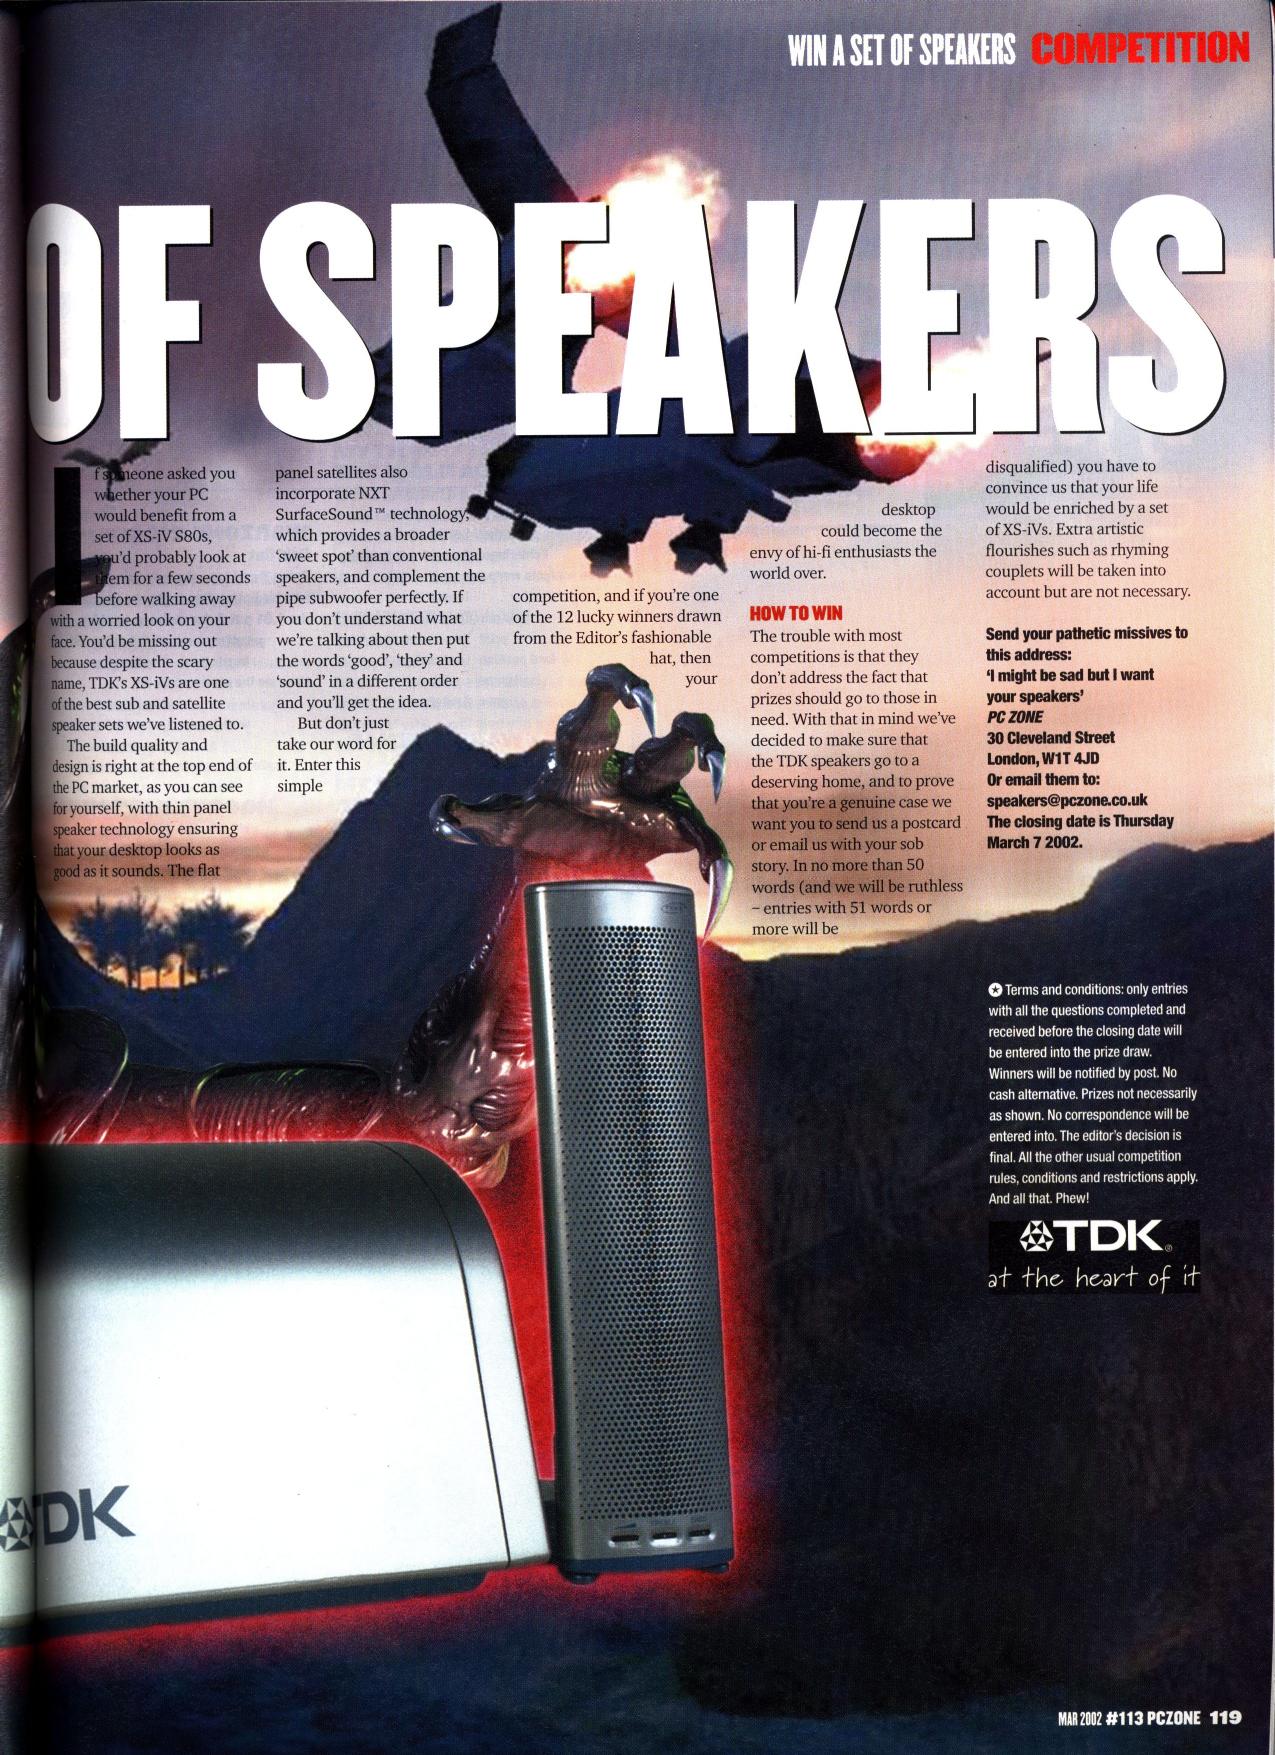 WIN A SET OF SPEAKERS COMPETITION
OF SPEAKERS
If someone asked you
whether your PC
would benefit from a
set of XS-iV S80s,
you'd probably look at
them for a few seconds
before walking away
with a worried look on your
face. You'd be missing out
because despite the scary
name, TDK's XS-iVs are one
of the best sub and satellite
speaker sets we've listened to.
The build quality and
design is right at the top end of
the PC market, as you can see
for yourself, with thin panel
speaker technology ensuring
that your desktop looks as
good as it sounds. The flat
panel satellites also
incorporate NXT
SurfaceSound™ technology,
which provides a broader
'sweet spot' than conventional
speakers, and complement the
pipe subwoofer perfectly. If
you don't understand what
we're talking about then put
the words 'good', 'they' and
'sound' in a different order
and you'll get the idea.
But don't just
take our word for
it. Enter this
simple
competition, and if you're one
of the 12 lucky winners drawn
from the Editor's fashionable
hat, then
your
desktop
could become the
envy of hi-fi enthusiasts the
world over.
HOW TO WIN
The trouble with most
competitions is that they
don't address the fact that
prizes should go to those in
need. With that in mind we've
decided to make sure that
the TDK speakers go to a
deserving home, and to prove
that you're a genuine case we
want you to send us a postcard
or email us with your sob
story. In no more than 50
words (and we will be ruthless
– entries with 51 words or
more will be
disqualified) you have to
convince us that your life
would be enriched by a set
of XS-iVs. Extra artistic
flourishes such as rhyming
couplets will be taken into
account but are not necessary.
Send your pathetic missives to
this address:
'I might be sad but I want
your speakers'
PC ZONE
30 Cleveland Street
London, W1T 4JD
Or email them to:
speakers@pczone.co.uk
The closing date is Thursday
March 7 2002.
Terms and conditions: only entries
with all the questions completed and
received before the closing date will
be entered into the prize draw.
Winners will be notified by post. No
cash alternative. Prizes not necessarily
as shown. No correspondence will be
entered into. The editor's decision is
final. All the other usual competition
rules, conditions and restrictions apply.
And all that. Phew!
TDK®
at the heart of it
TDK
MAR 2002 #113 PCZONE 119